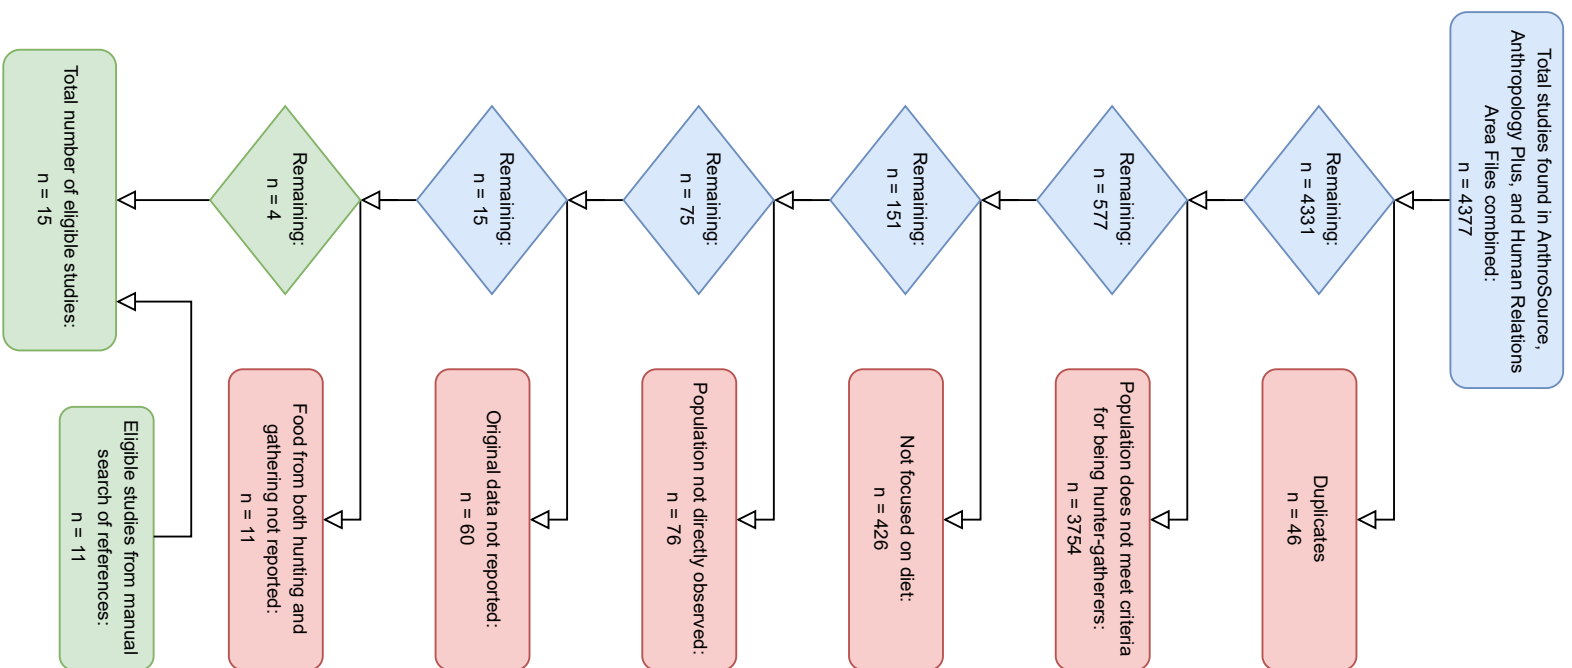 Total studies found in AnthroSource,
Anthropology Plus, and Human Relations
Area Files combined:
n = 4377
Remaining:
n = 4331
Duplicates
n = 46
Remaining:
n = 577
Population does not meet criteria
for being hunter-gatherers:
n = 3754
Remaining:
n = 151
Not focused on diet:
n = 426
Remaining:
n = 75
Population not directly observed:
n = 76
Remaining:
n = 15
Original data not reported:
n = 60
Remaining:
n = 4
Food from both hunting and
gathering not reported:
n = 11
Total number of eligible studies:
n = 15
Eligible studies from manual
search of references:
n = 11